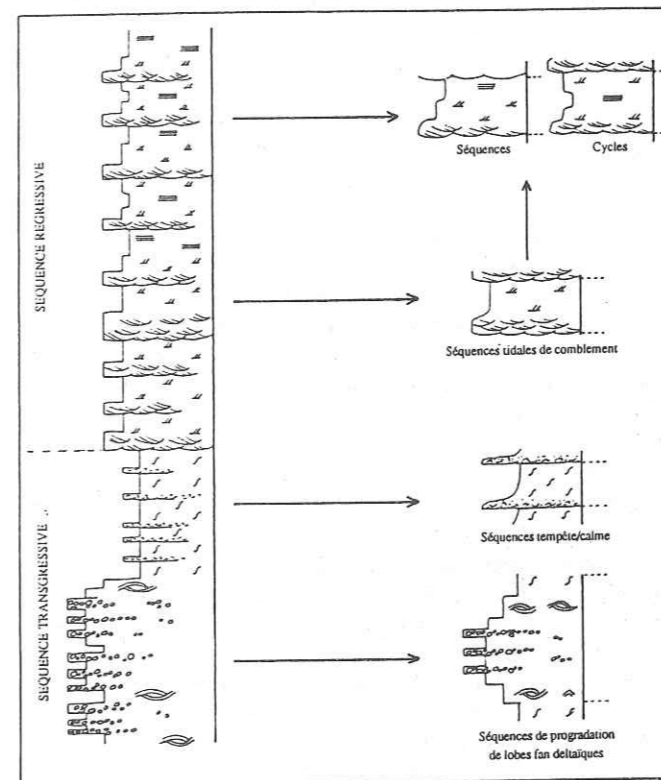 SEQUENCE REGRESSIVE
SEQUENCE TRANSGRESSIVE
Séquences
Cycles
Séquences tidales de comblement
Séquences tempête/calme
Séquences de progradation
de lobes fan deltaïques